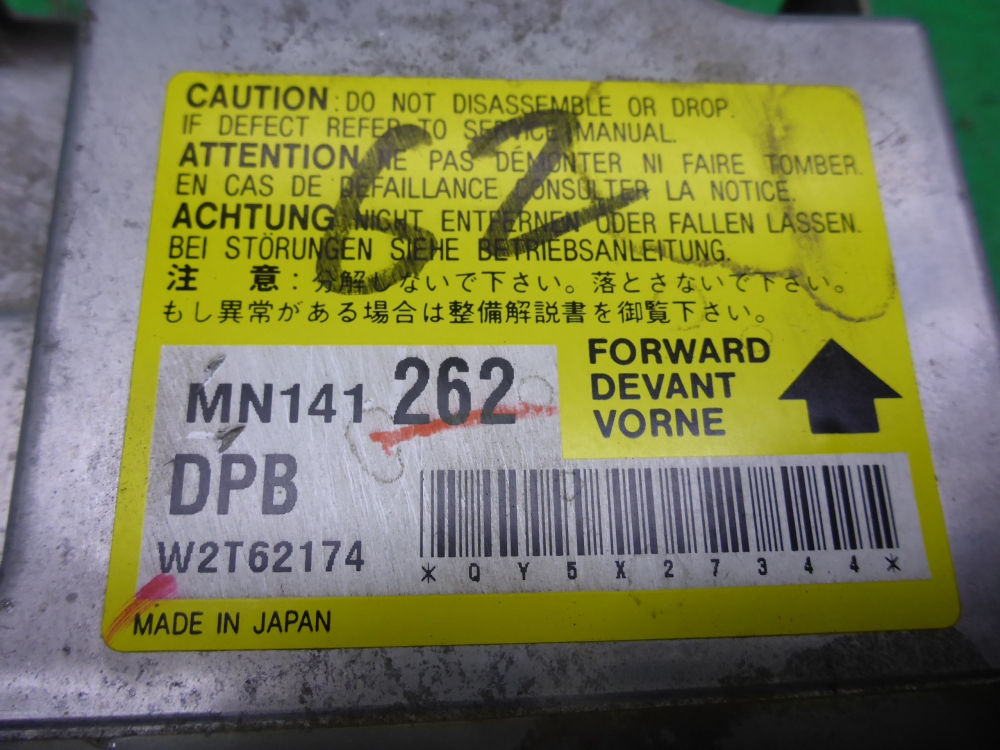 CAUTION : DO NOT DISASSEMBLE OR DROP.
IF DEFECT REFER TO SERVICE MANUAL.
ATTENTION NE PAS DÉMONTER NI FAIRE TOMBER.
EN CAS DE DEFAILLANCE CONSULTER LA NOTICE.
ACHTUNG NICHT ENTFERNEN ODER FALLEN LASSEN.
BEI STÖRUNGEN SIEHE BETRIEBSANLEITUNG.
注 意:分解しないで下さい。落とさないで下さい。
もし異常がある場合は整備解説書を御覧下さい。
52
FORWARD
DEVANT
VORNE
MN141 262
DPB
W2T62174
*QY5X27344*
MADE IN JAPAN